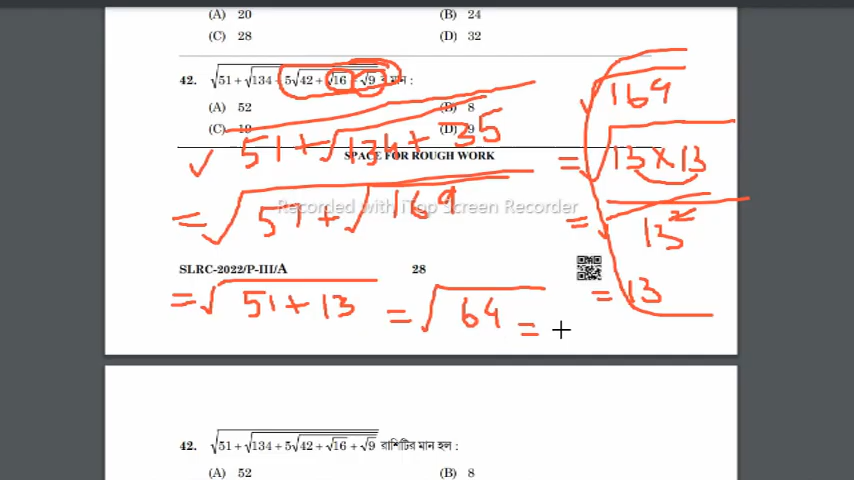 (A) 20 (B) 24
(C) 28 (D) 32
42. √51 + √134 + 5√42 + √16 + √9 র মান :
(A) 52 (B) 8
(C) 19 (D) 9
√51 + √134 + 35
SPACE FOR ROUGH WORK
= √51 + √169
√169
= √13 × 13
= √13²
= 13
Recorded with iTop Screen Recorder
SLRC-2022/P-III/A 28
= √51 + 13 = √64 =
42. √51 + √134 + 5√42 + √16 + √9 রাশিটির মান হল :
(A) 52 (B) 8